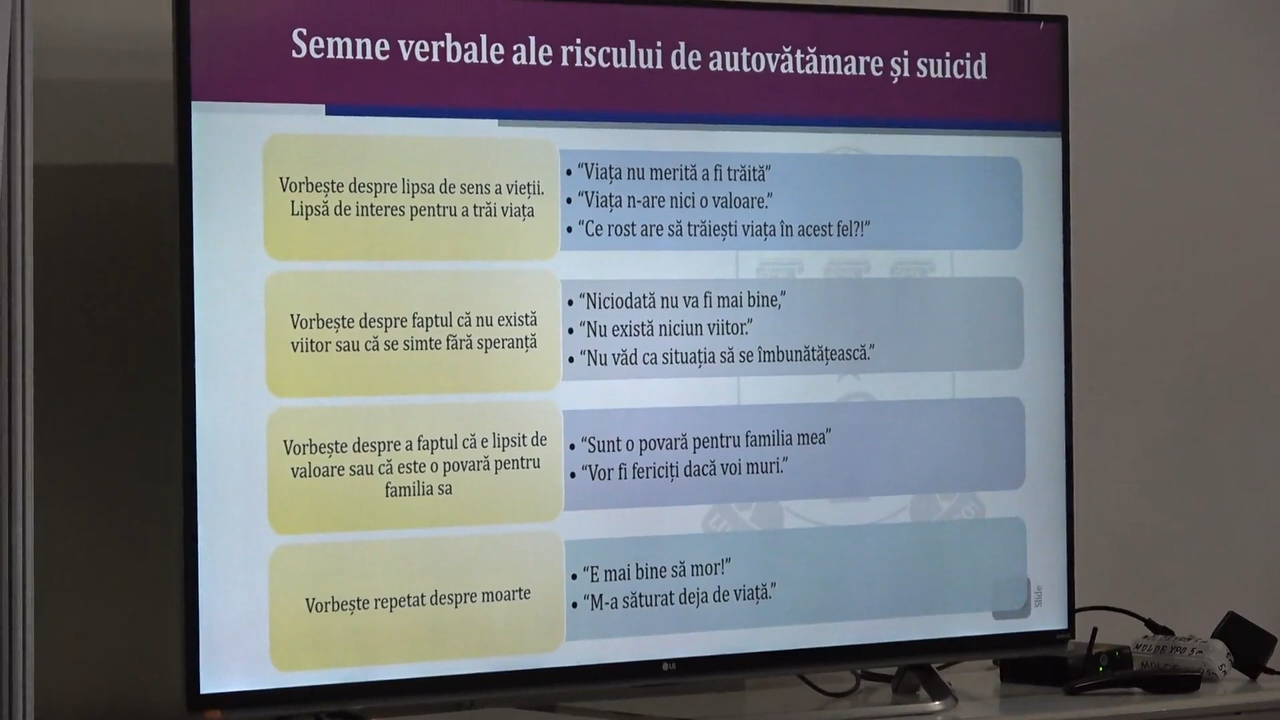 Semne verbale ale riscului de autovătămare și suicid
Vorbește despre lipsa de sens a vieții.
Lipsă de interes pentru a trăi viața
• “Viața nu merită a fi trăită”
• “Viața n-are nici o valoare.”
• “Ce rost are să trăiești viața în acest fel?!”
Vorbește despre faptul că nu există
viitor sau că se simte fără speranță
• “Niciodată nu va fi mai bine,”
• “Nu există niciun viitor.”
• “Nu văd ca situația să se îmbunătățească.”
Vorbește despre a faptul că e lipsit de
valoare sau că este o povară pentru
familia sa
• “Sunt o povară pentru familia mea”
• “Vor fi fericiți dacă voi muri.”
Vorbește repetat despre moarte
• “E mai bine să mor!”
• “M-a săturat deja de viață.”
Slide
LG
MOLDEXPO 5m